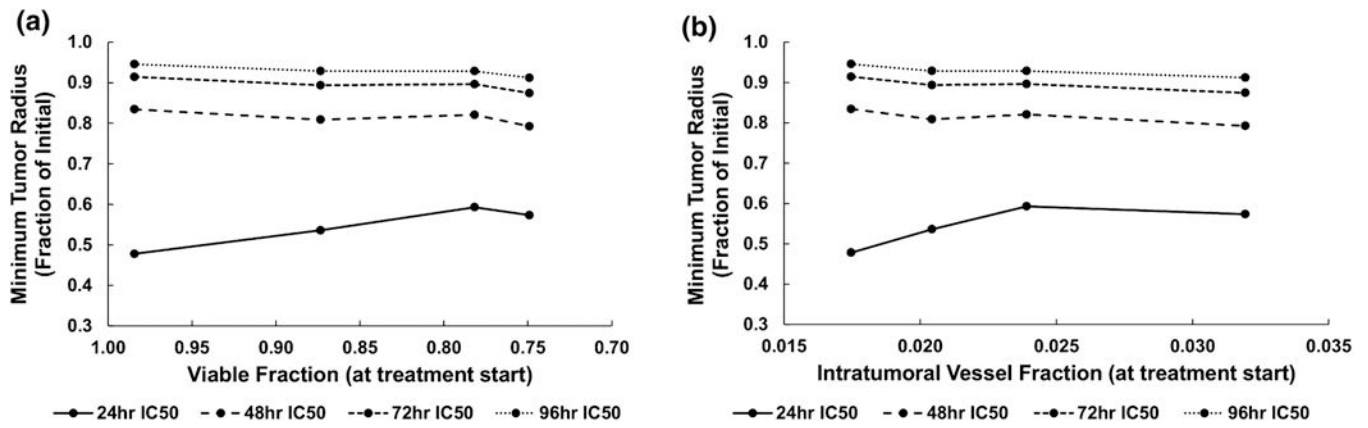 (a)
Minimum Tumor Radius
(Fraction of Initial)
1.0
0.9
0.8
0.7
0.6
0.5
0.4
0.3
1.00 0.95 0.90 0.85 0.80 0.75 0.70
Viable Fraction (at treatment start)
24hr IC50 48hr IC50 72hr IC50 96hr IC50
(b)
Minimum Tumor Radius
(Fraction of Initial)
1.0
0.9
0.8
0.7
0.6
0.5
0.4
0.3
0.015 0.020 0.025 0.030 0.035
Intratumoral Vessel Fraction (at treatment start)
24hr IC50 48hr IC50 72hr IC50 96hr IC50